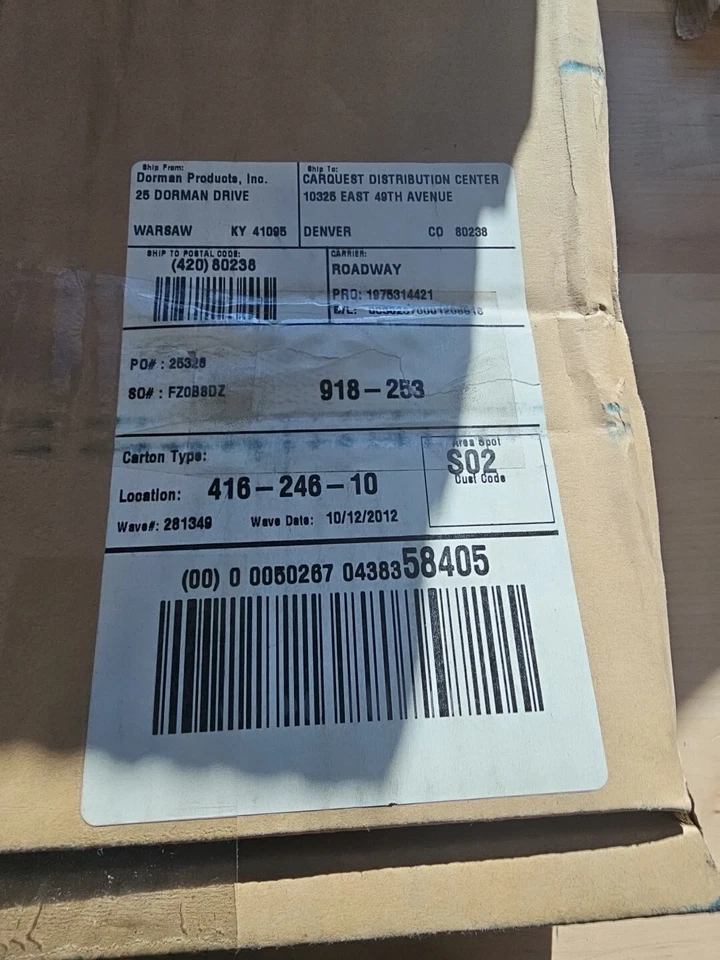 Ship From:
Dorman Products, Inc.
25 DORMAN DRIVE
WARSAW KY 41095
Ship To:
CARQUEST DISTRIBUTION CENTER
10325 EAST 49TH AVENUE
DENVER CO 80238
SHIP TO POSTAL CODE:
(420) 80238
CARRIER:
ROADWAY
PRO: 1975314421
B/L:
PO# : 25326
SO# : FZ0B8DZ
918-253
Carton Type:
Location: 416-246-10
Wave#: 281349 Wave Date: 10/12/2012
Area Spot
S02
Cust Code
(00) 0 0050267 0438358405